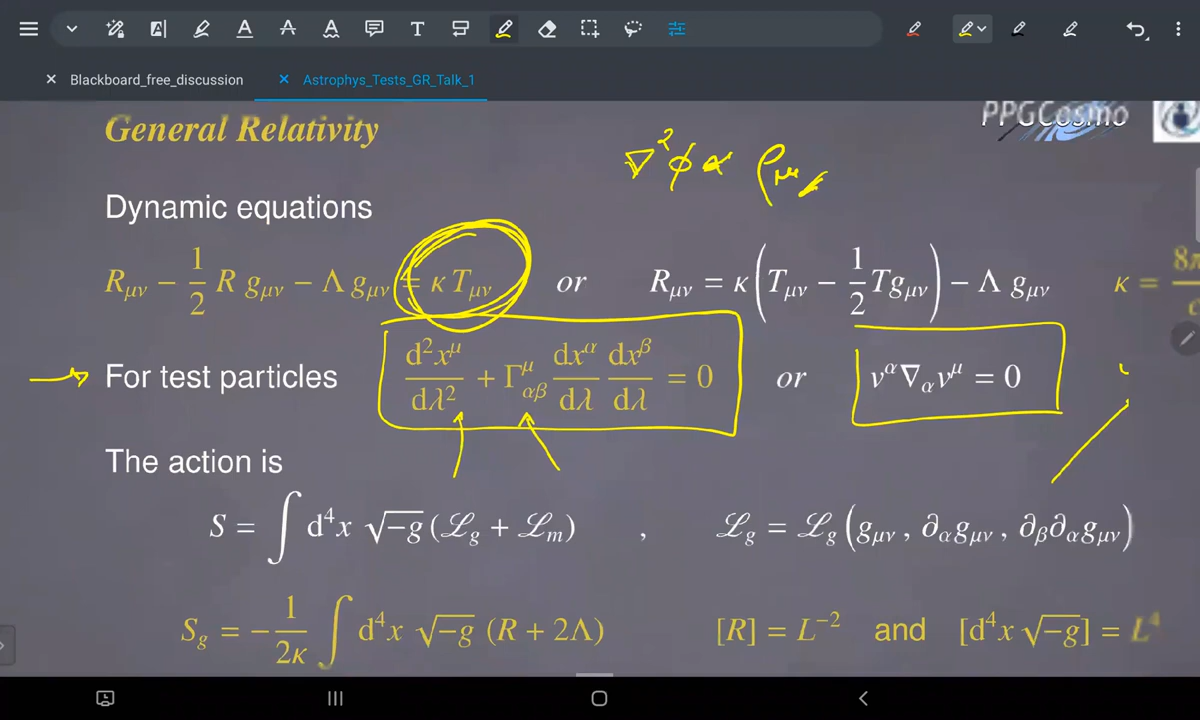 Blackboard_free_discussion
Astrophys_Tests_GR_Talk_1
General Relativity
PPGCosmo
∇²ϕ ∝ ρ
Dynamic equations
R_μν − 1/2 R g_μν − Λ g_μν = κ T_μν or R_μν = κ(T_μν − 1/2 T g_μν) − Λ g_μν κ = 8π
For test particles d²x^μ/dλ² + Γ^μ_αβ dx^α/dλ dx^β/dλ = 0 or v^α ∇_α v^μ = 0
The action is
S = ∫ d⁴x √−g (ℒ_g + ℒ_m) , ℒ_g = ℒ_g (g_μν , ∂_α g_μν , ∂_β ∂_α g_μν)
S_g = − 1/2κ ∫ d⁴x √−g (R + 2Λ) [R] = L⁻² and [d⁴x √−g] = L⁴